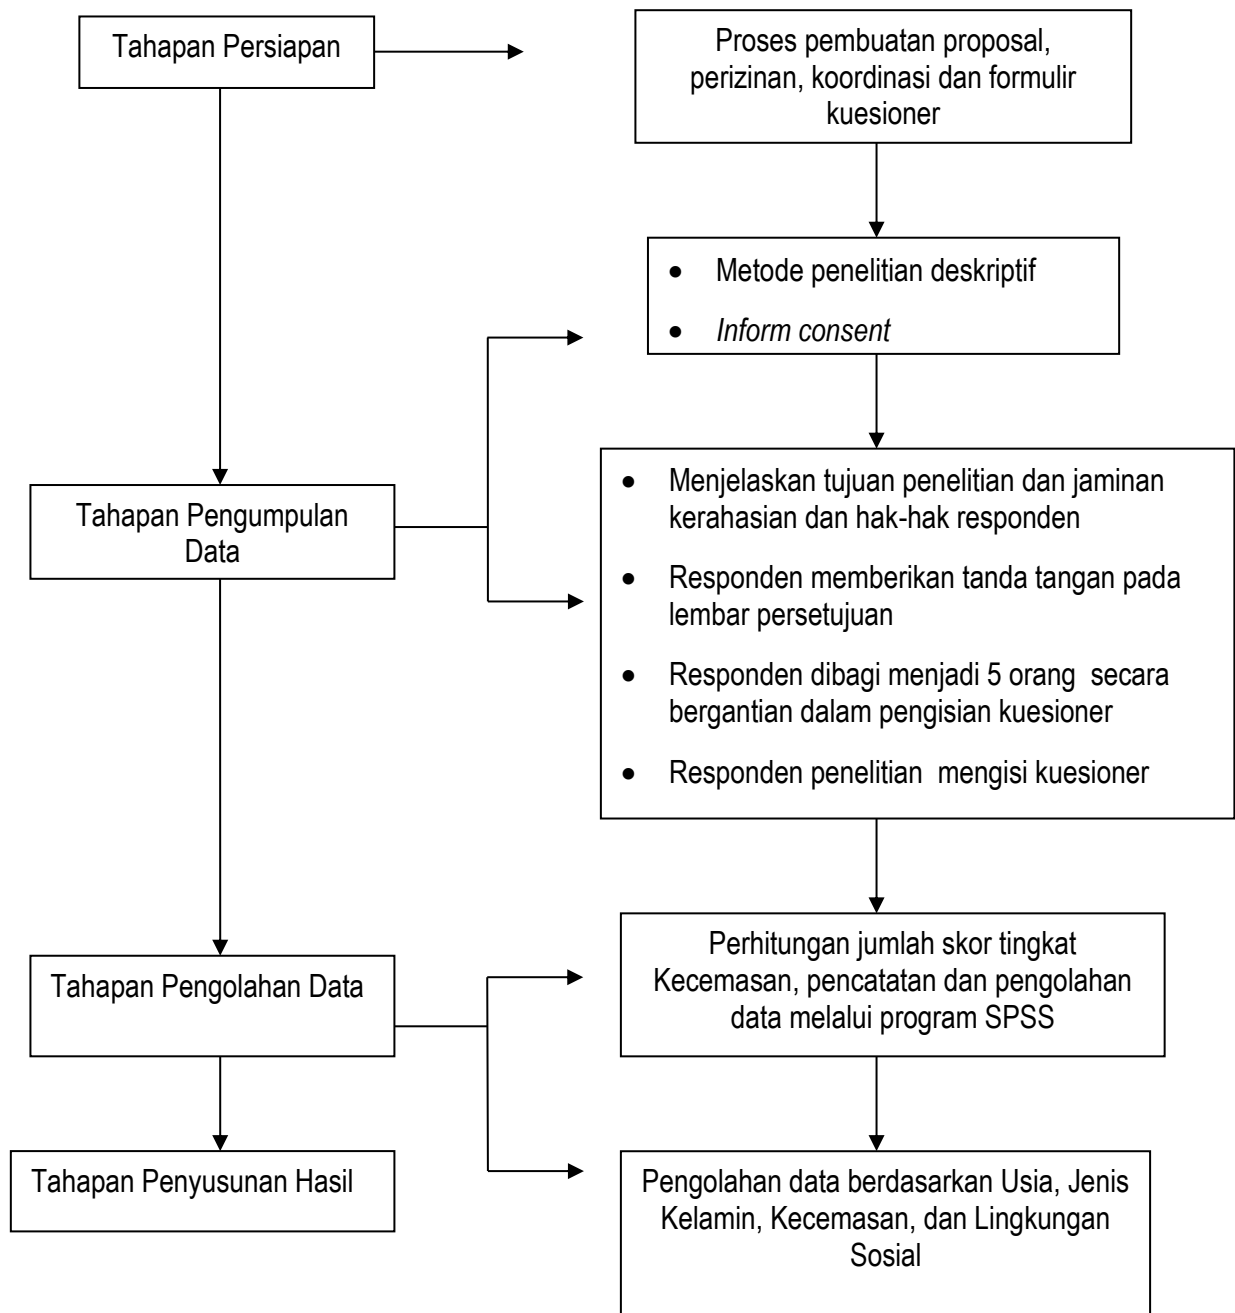 Tahapan Persiapan
Proses pembuatan proposal,
perizinan, koordinasi dan formulir
kuesioner
• Metode penelitian deskriptif
• Inform consent
Tahapan Pengumpulan
Data
• Menjelaskan tujuan penelitian dan jaminan
kerahasian dan hak-hak responden
• Responden memberikan tanda tangan pada
lembar persetujuan
• Responden dibagi menjadi 5 orang  secara
bergantian dalam pengisian kuesioner
• Responden penelitian  mengisi kuesioner
Tahapan Pengolahan Data
Perhitungan jumlah skor tingkat
Kecemasan, pencatatan dan pengolahan
data melalui program SPSS
Tahapan Penyusunan Hasil
Pengolahan data berdasarkan Usia, Jenis
Kelamin, Kecemasan, dan Lingkungan
Sosial